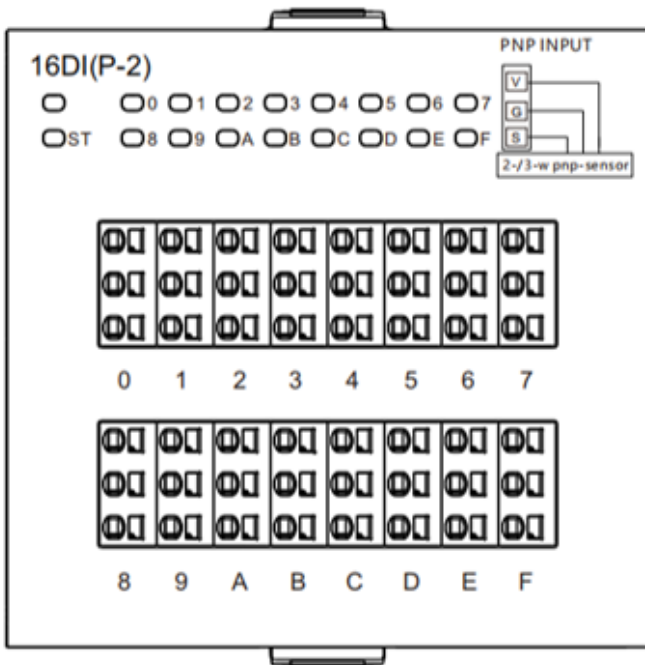 PNP INPUT
16DI(P-2)
V
G
S
0 1 2 3 4 5 6 7
ST 8 9 A B C D E F
2-/3-w pnp-sensor
0 1 2 3 4 5 6 7
8 9 A B C D E F